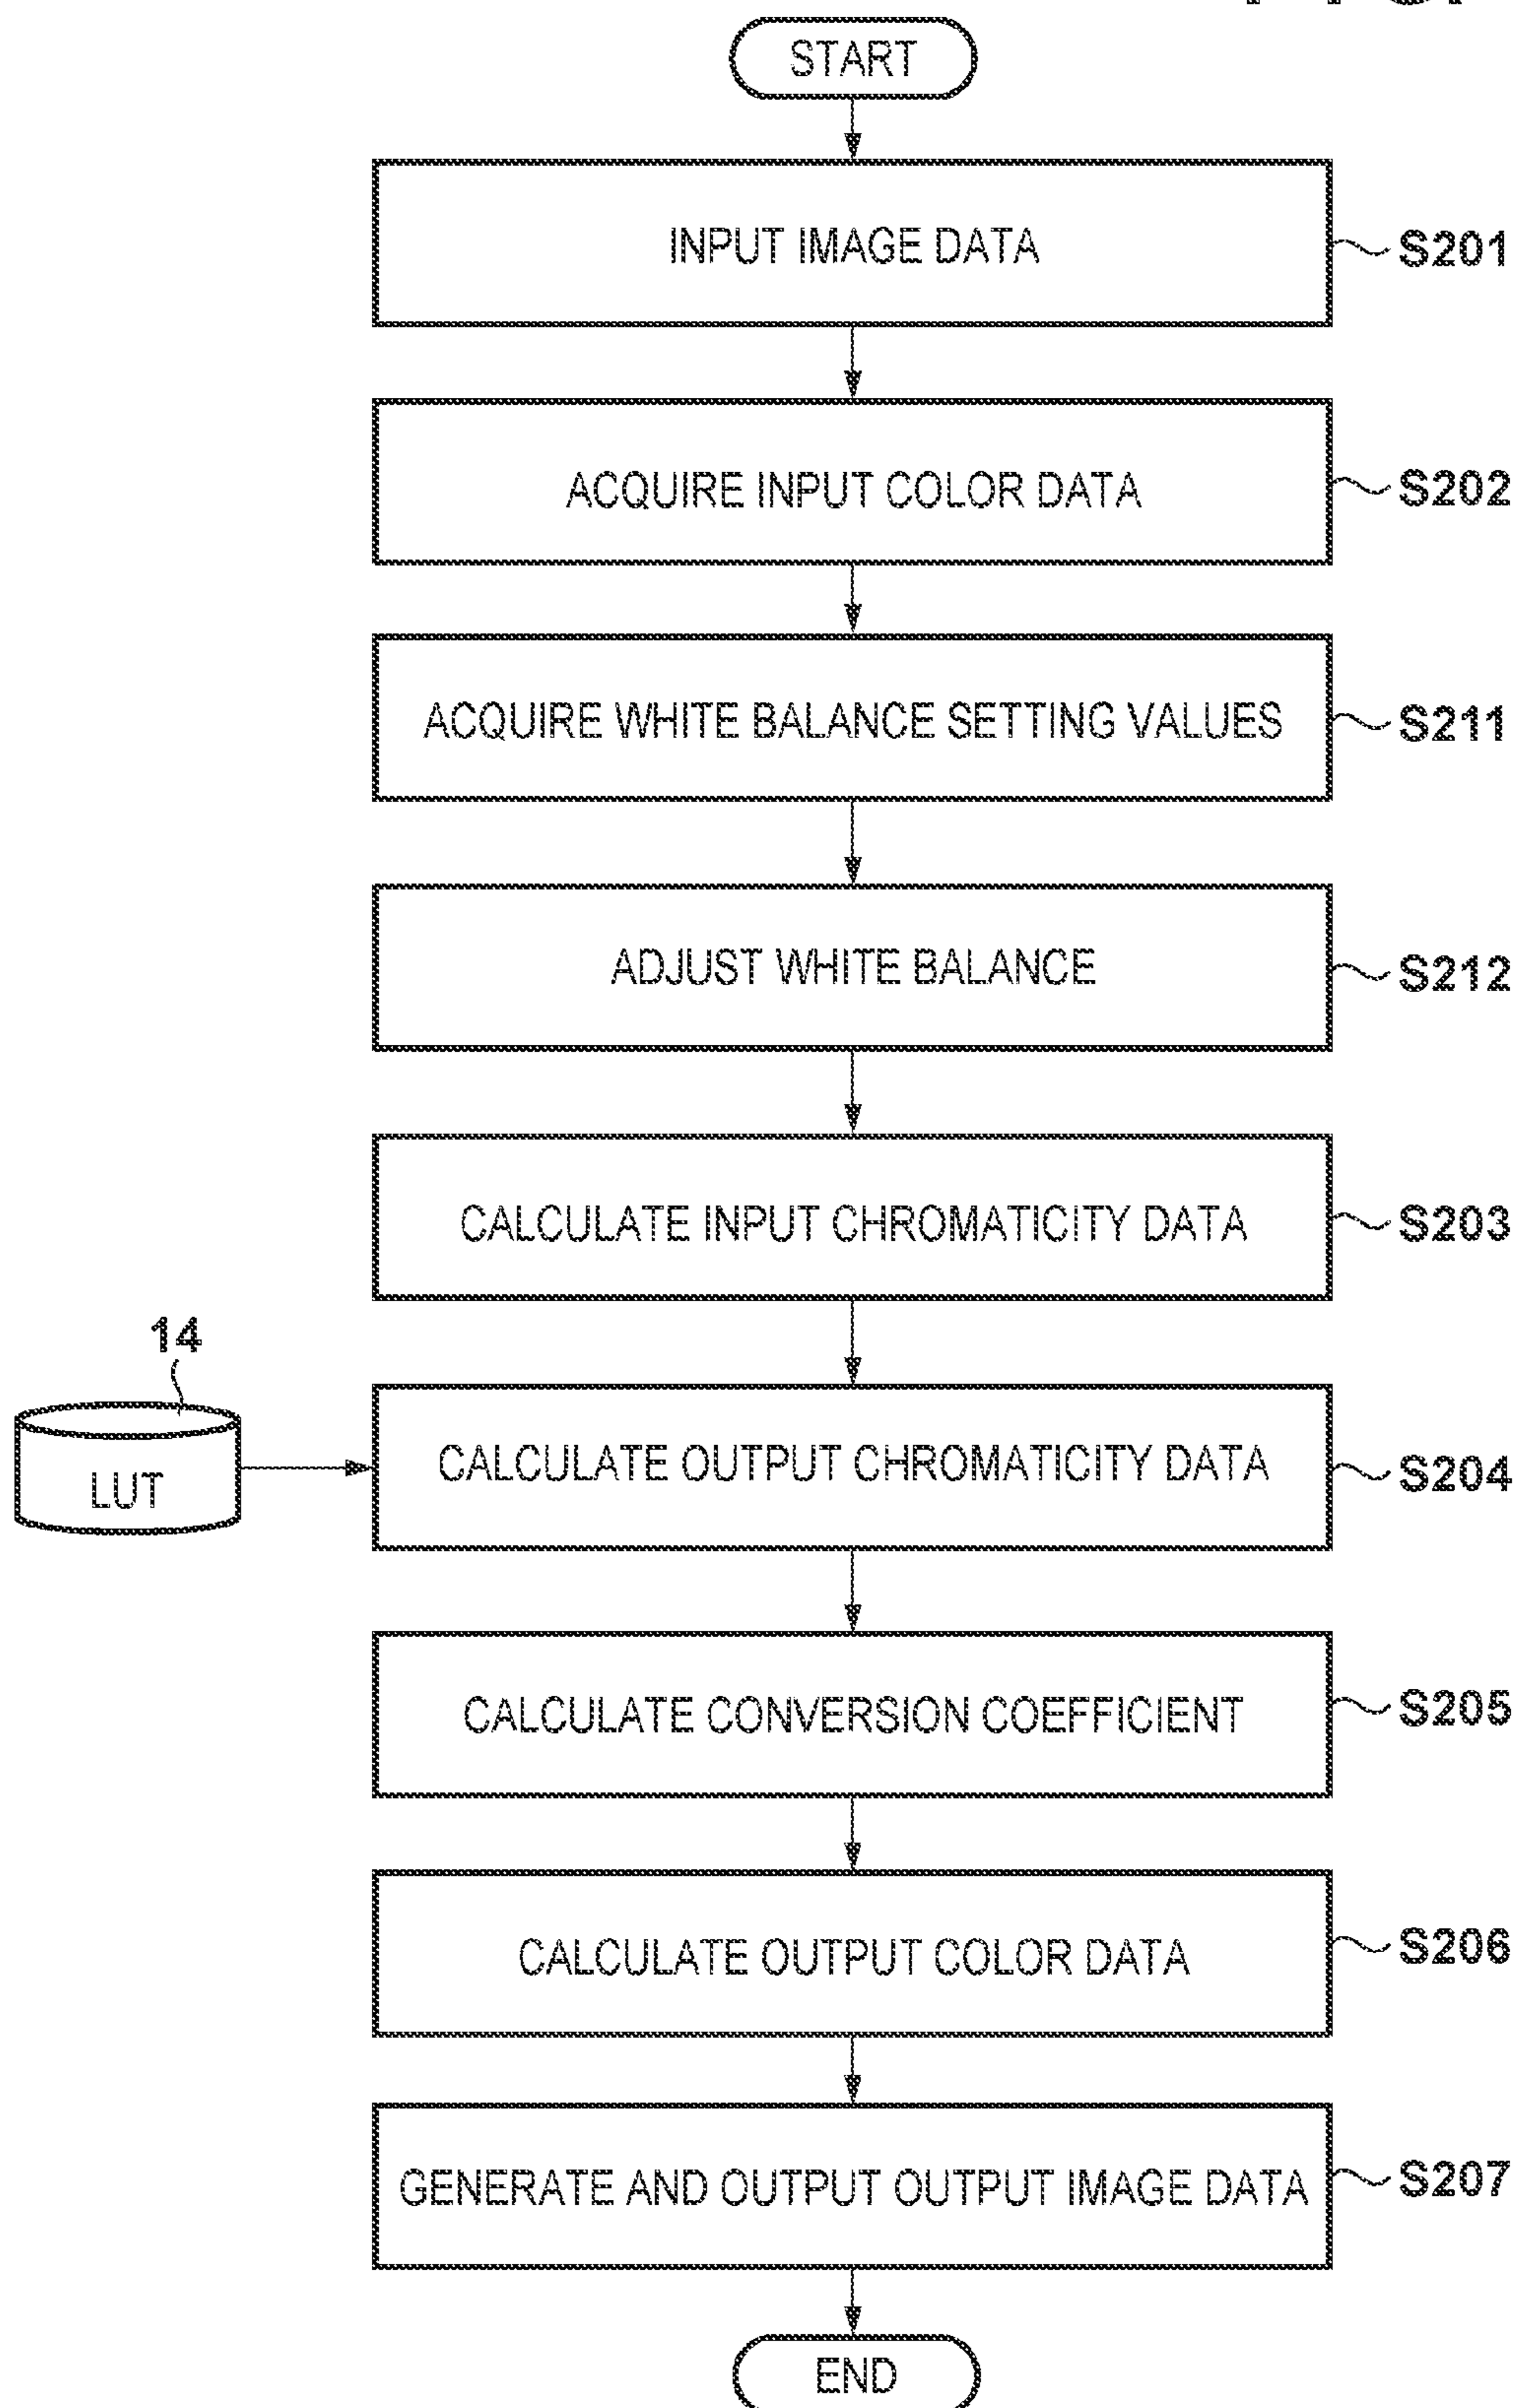 START
INPUT IMAGE DATA
S201
ACQUIRE INPUT COLOR DATA
S202
ACQUIRE WHITE BALANCE SETTING VALUES
S211
ADJUST WHITE BALANCE
S212
CALCULATE INPUT CHROMATICITY DATA
S203
14
LUT
CALCULATE OUTPUT CHROMATICITY DATA
S204
CALCULATE CONVERSION COEFFICIENT
S205
CALCULATE OUTPUT COLOR DATA
S206
GENERATE AND OUTPUT OUTPUT IMAGE DATA
S207
END